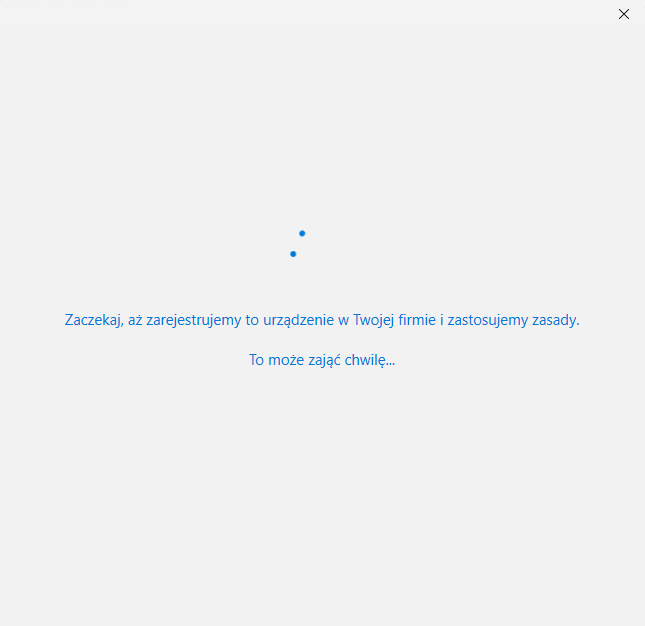 Zaczekaj, aż zarejestrujemy to urządzenie w Twojej firmie i zastosujemy zasady.
To może zająć chwilę...